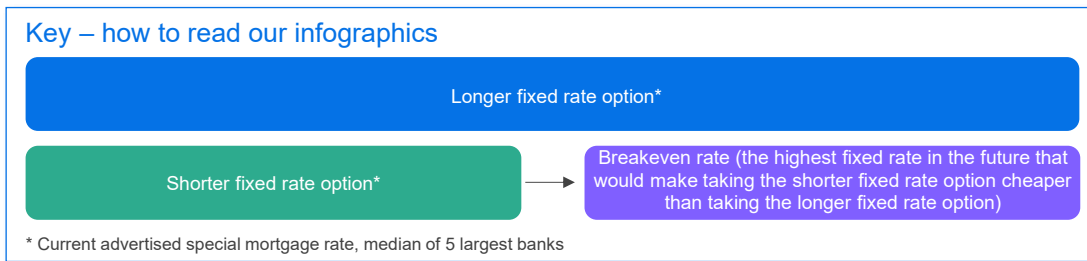 Key – how to read our infographics
Longer fixed rate option*
Shorter fixed rate option*
Breakeven rate (the highest fixed rate in the future that
would make taking the shorter fixed rate option cheaper
than taking the longer fixed rate option)
* Current advertised special mortgage rate, median of 5 largest banks